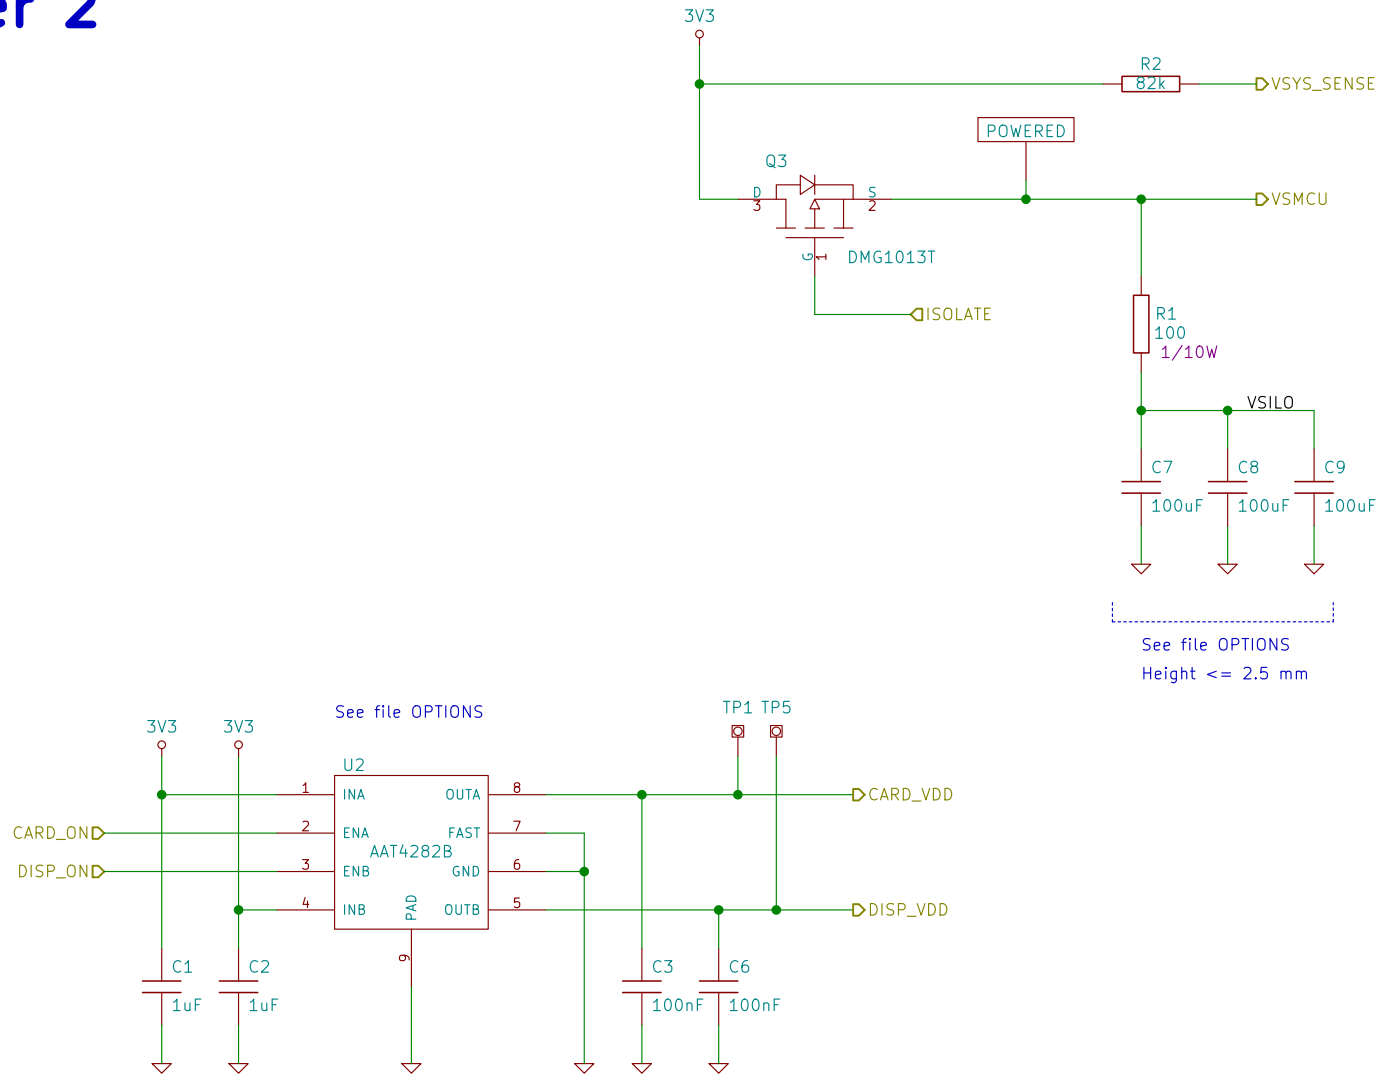 er 2
3V3
R2
82k
VSYS_SENSE
POWERED
Q3
D
3
S
2
VSMCU
G
1
DMG1013T
ISOLATE
R1
100
1/10W
VSILO
C7
100uF
C8
100uF
C9
100uF
See file OPTIONS
Height <= 2.5 mm
See file OPTIONS
TP1
TP5
3V3
3V3
U2
1
INA
OUTA
8
CARD_VDD
CARD_ON
2
ENA
FAST
7
AAT4282B
DISP_ON
3
ENB
GND
6
4
INB
PAD
OUTB
5
DISP_VDD
9
C1
1uF
C2
1uF
C3
100nF
C6
100nF